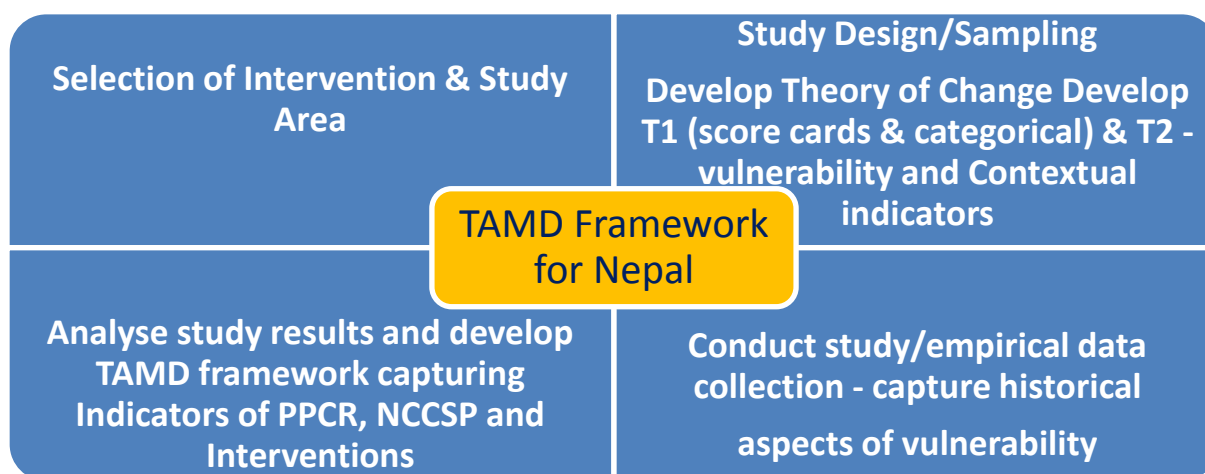 Selection of Intervention & Study
Area
Study Design/Sampling
Develop Theory of Change Develop
T1 (score cards & categorical) & T2 -
vulnerability and Contextual
indicators
TAMD Framework
for Nepal
Analyse study results and develop
TAMD framework capturing
Indicators of PPCR, NCCSP and
Interventions
Conduct study/empirical data
collection - capture historical
aspects of vulnerability